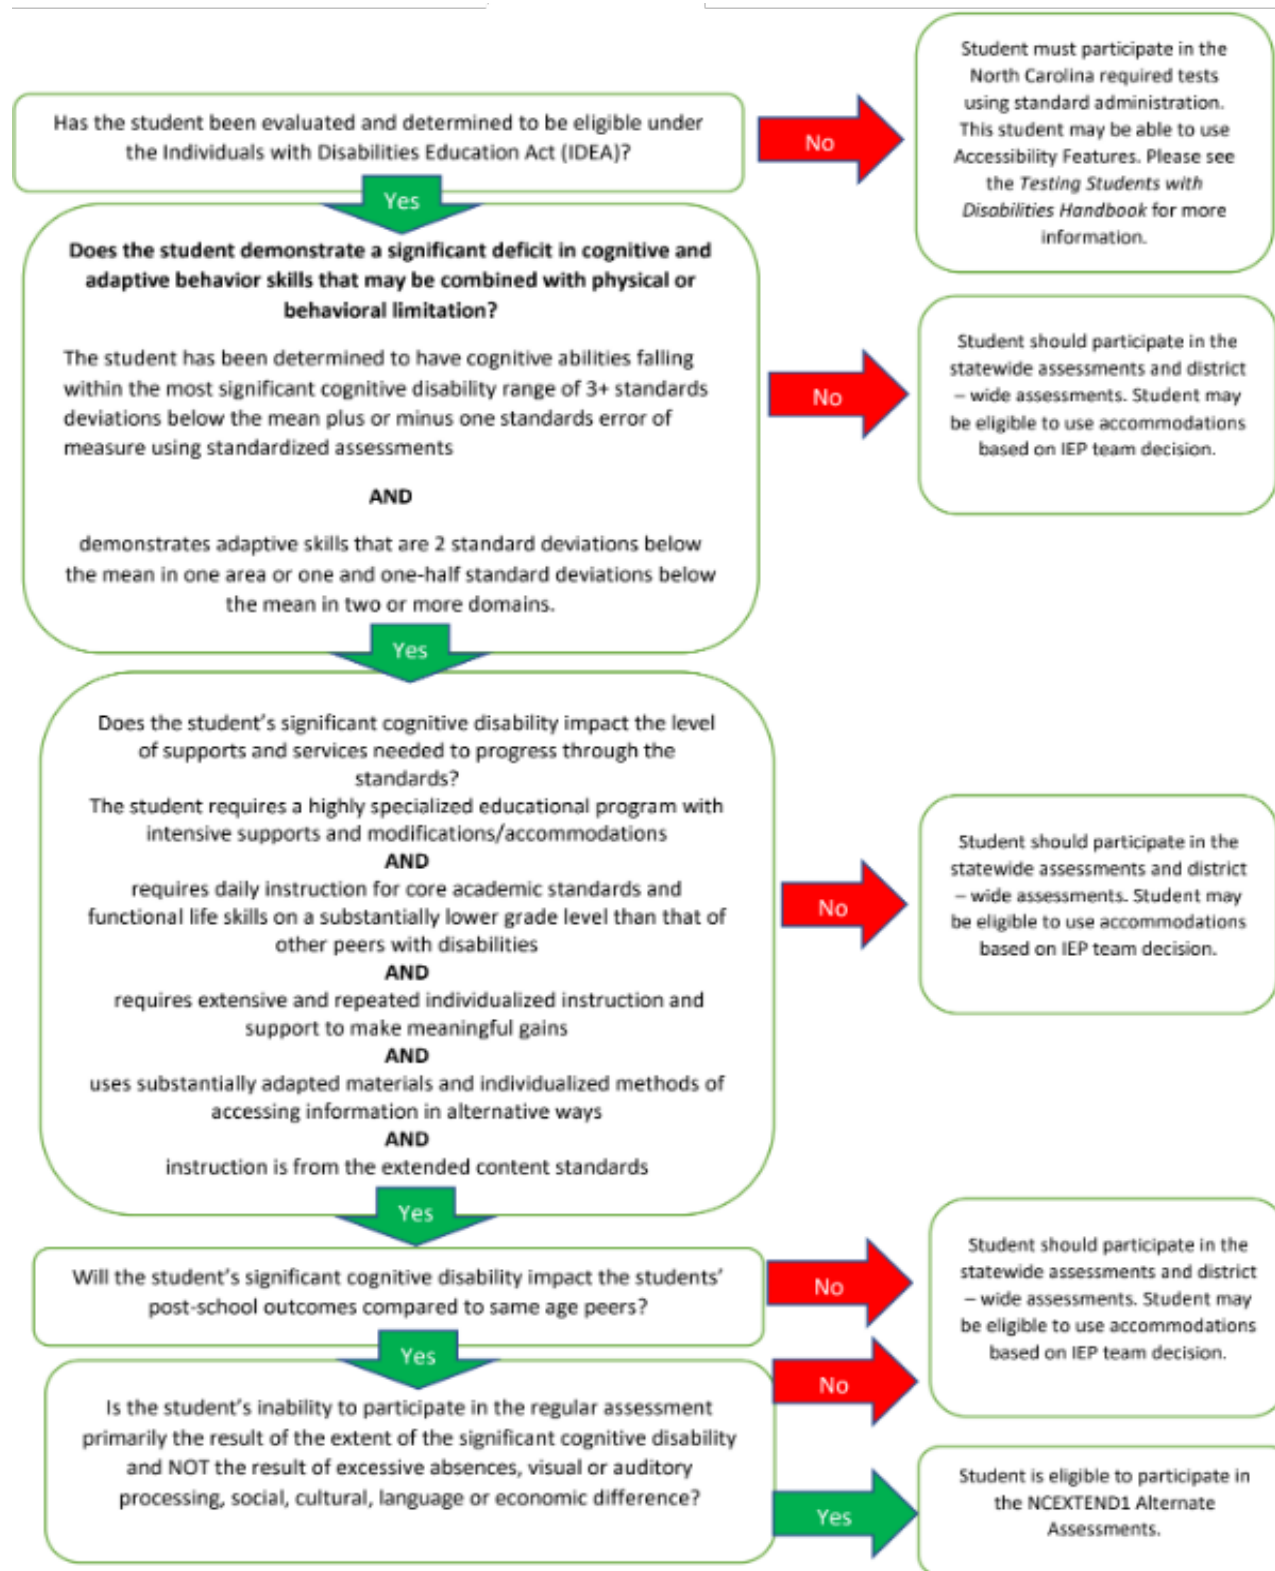 Has the student been evaluated and determined to be eligible under
the Individuals with Disabilities Education Act (IDEA)?
No
Student must participate in the
North Carolina required tests
using standard administration.
This student may be able to use
Accessibility Features. Please see
the Testing Students with
Disabilities Handbook for more
information.
Yes
Does the student demonstrate a significant deficit in cognitive and
adaptive behavior skills that may be combined with physical or
behavioral limitation?
The student has been determined to have cognitive abilities falling
within the most significant cognitive disability range of 3+ standards
deviations below the mean plus or minus one standards error of
measure using standardized assessments
AND
demonstrates adaptive skills that are 2 standard deviations below
the mean in one area or one and one-half standard deviations below
the mean in two or more domains.
No
Student should participate in the
statewide assessments and district
– wide assessments. Student may
be eligible to use accommodations
based on IEP team decision.
Yes
Does the student’s significant cognitive disability impact the level
of supports and services needed to progress through the
standards?
The student requires a highly specialized educational program with
intensive supports and modifications/accommodations
AND
requires daily instruction for core academic standards and
functional life skills on a substantially lower grade level than that of
other peers with disabilities
AND
requires extensive and repeated individualized instruction and
support to make meaningful gains
AND
uses substantially adapted materials and individualized methods of
accessing information in alternative ways
AND
instruction is from the extended content standards
No
Student should participate in the
statewide assessments and district
– wide assessments. Student may
be eligible to use accommodations
based on IEP team decision.
Yes
Will the student’s significant cognitive disability impact the students’
post-school outcomes compared to same age peers?
No
Student should participate in the
statewide assessments and district
– wide assessments. Student may
be eligible to use accommodations
based on IEP team decision.
Yes
Is the student’s inability to participate in the regular assessment
primarily the result of the extent of the significant cognitive disability
and NOT the result of excessive absences, visual or auditory
processing, social, cultural, language or economic difference?
No
Yes
Student is eligible to participate in
the NCEXTEND1 Alternate
Assessments.